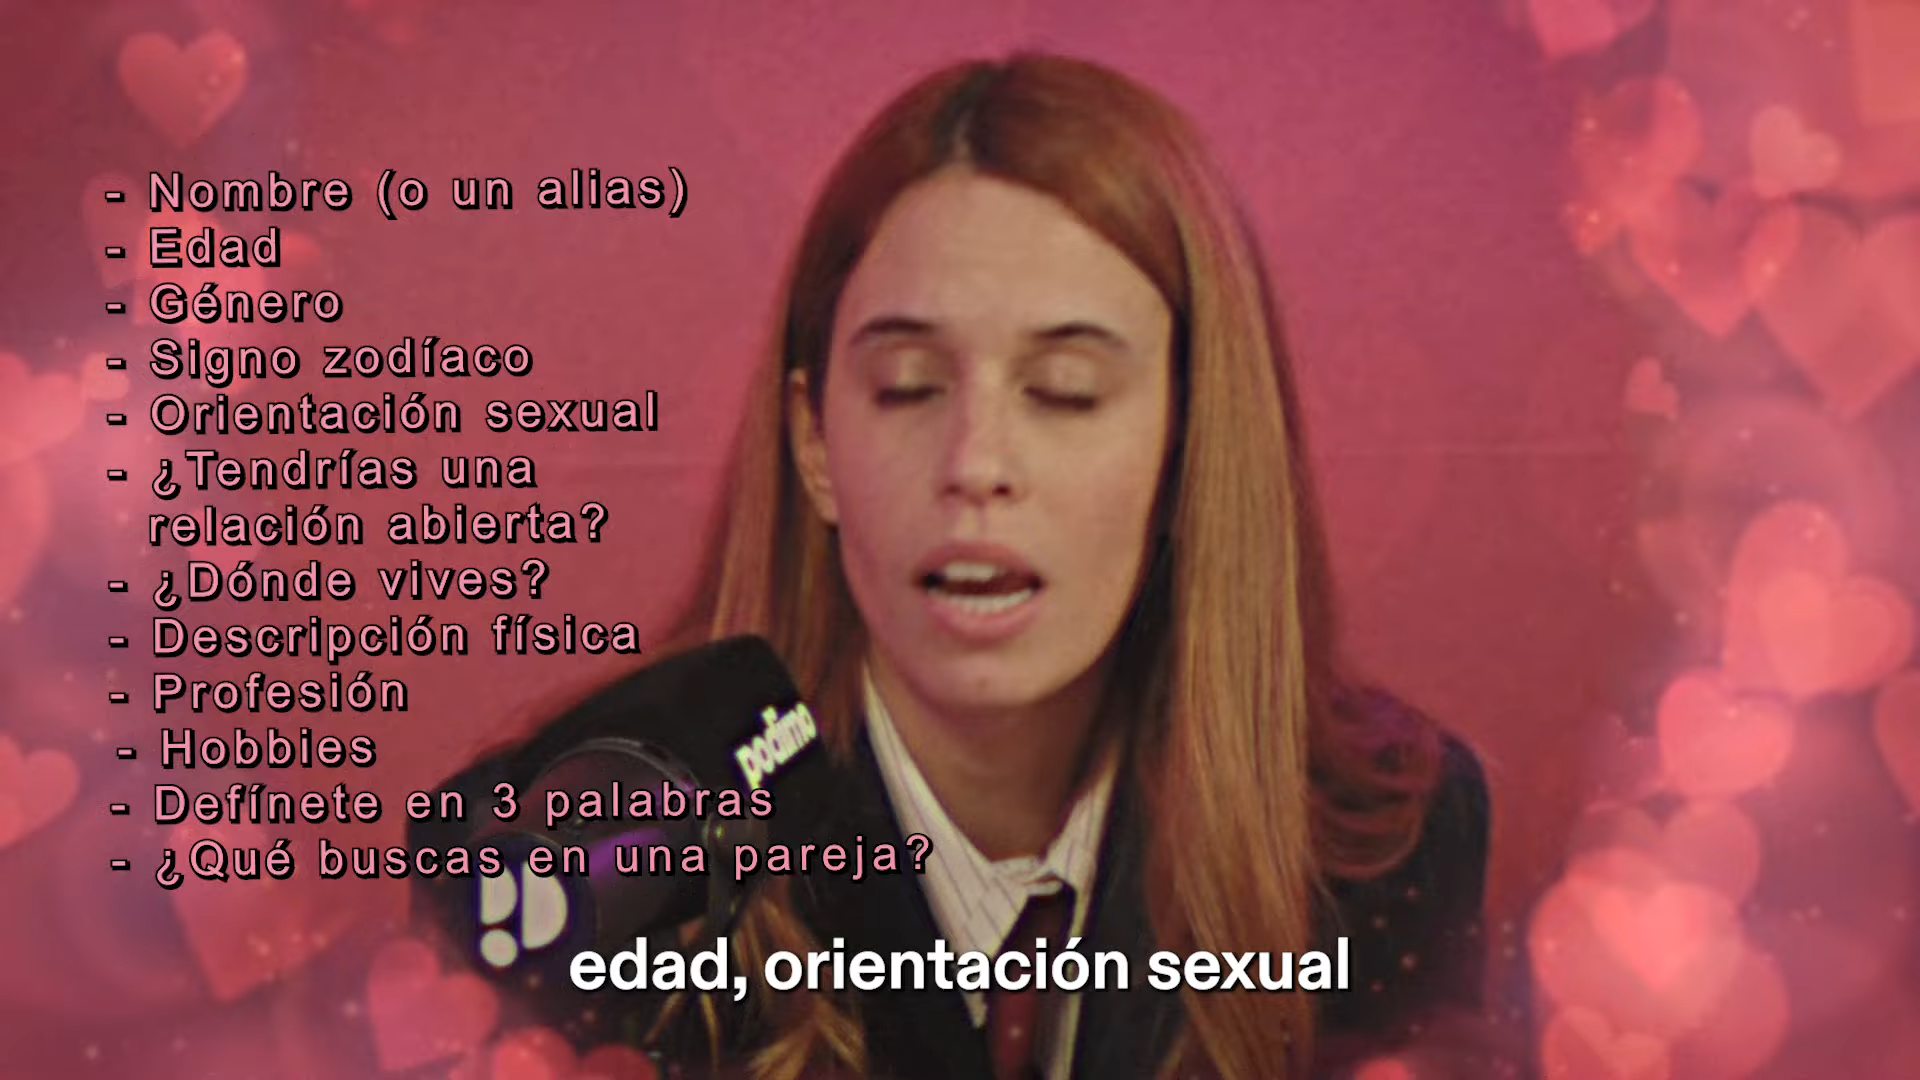 - Nombre (o un alias)
- Edad
- Género
- Signo zodíaco
- Orientación sexual
- ¿Tendrías una
relación abierta?
- ¿Dónde vives?
- Descripción física
- Profesión
- Hobbies
- Defínete en 3 palabras
- ¿Qué buscas en una pareja?
podimo
edad, orientación sexual